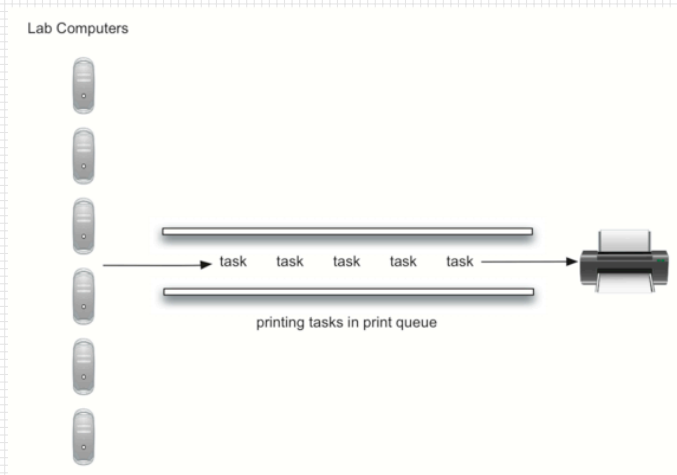 Lab Computers
task task task task task
printing tasks in print queue